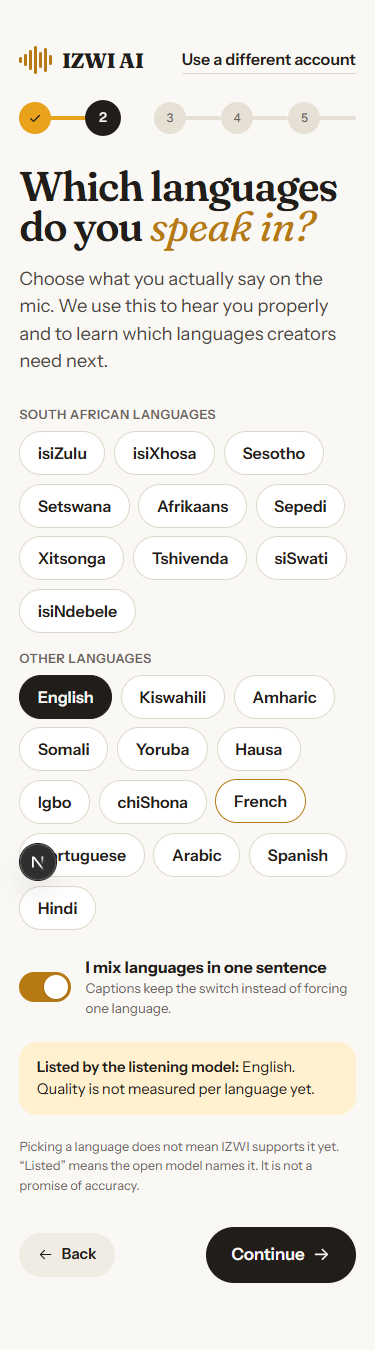 IZWI AI
Use a different account
2
3
4
5
Which languages
do you speak in?
Choose what you actually say on the
mic. We use this to hear you properly
and to learn which languages creators
need next.
SOUTH AFRICAN LANGUAGES
isiZulu
isiXhosa
Sesotho
Setswana
Afrikaans
Sepedi
Xitsonga
Tshivenda
siSwati
isiNdebele
OTHER LANGUAGES
English
Kiswahili
Amharic
Somali
Yoruba
Hausa
Igbo
chiShona
French
N
rtuguese
Arabic
Spanish
Hindi
I mix languages in one sentence
Captions keep the switch instead of forcing
one language.
Listed by the listening model: English.
Quality is not measured per language yet.
Picking a language does not mean IZWI supports it yet.
“Listed” means the open model names it. It is not a
promise of accuracy.
← Back
Continue →